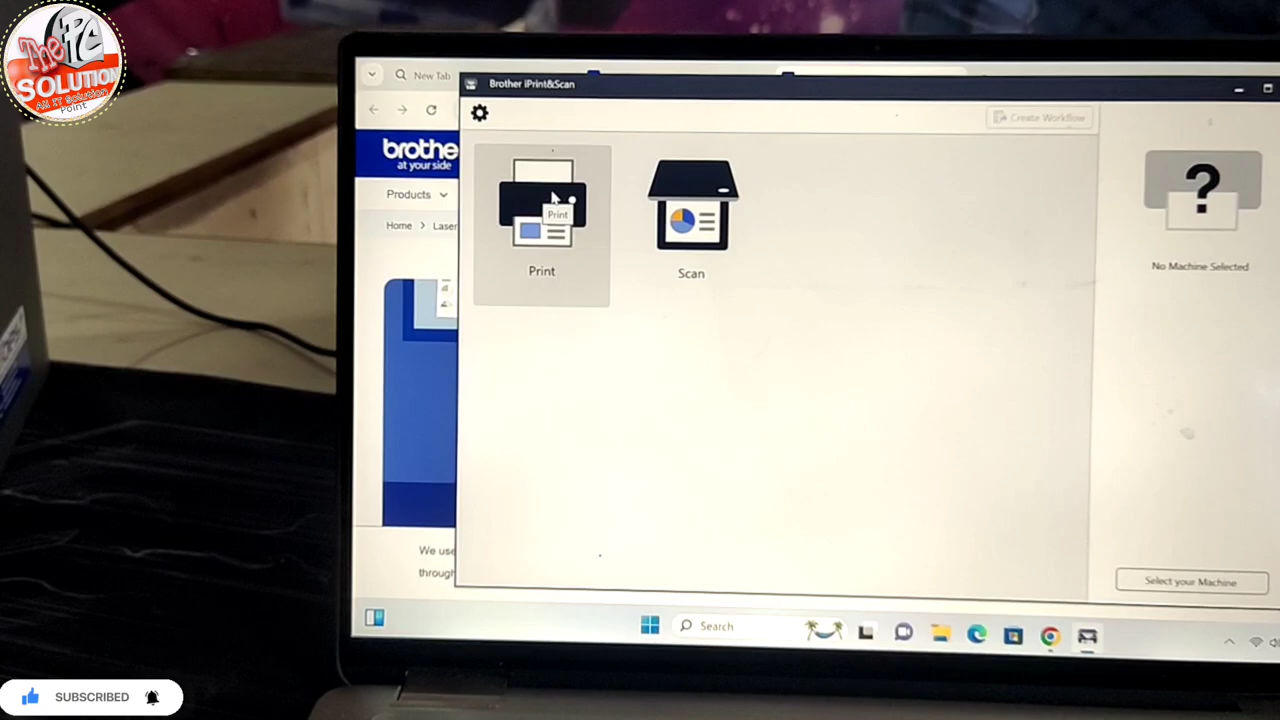 The PC
SOLUTION
All IT Solution
Point
New Tab
Brother iPrint&Scan
Create Workflow
brothe
at your side
Products
Home > Laser
Print
Print
Scan
No Machine Selected
We use
through
Select your Machine
Search
SUBSCRIBED